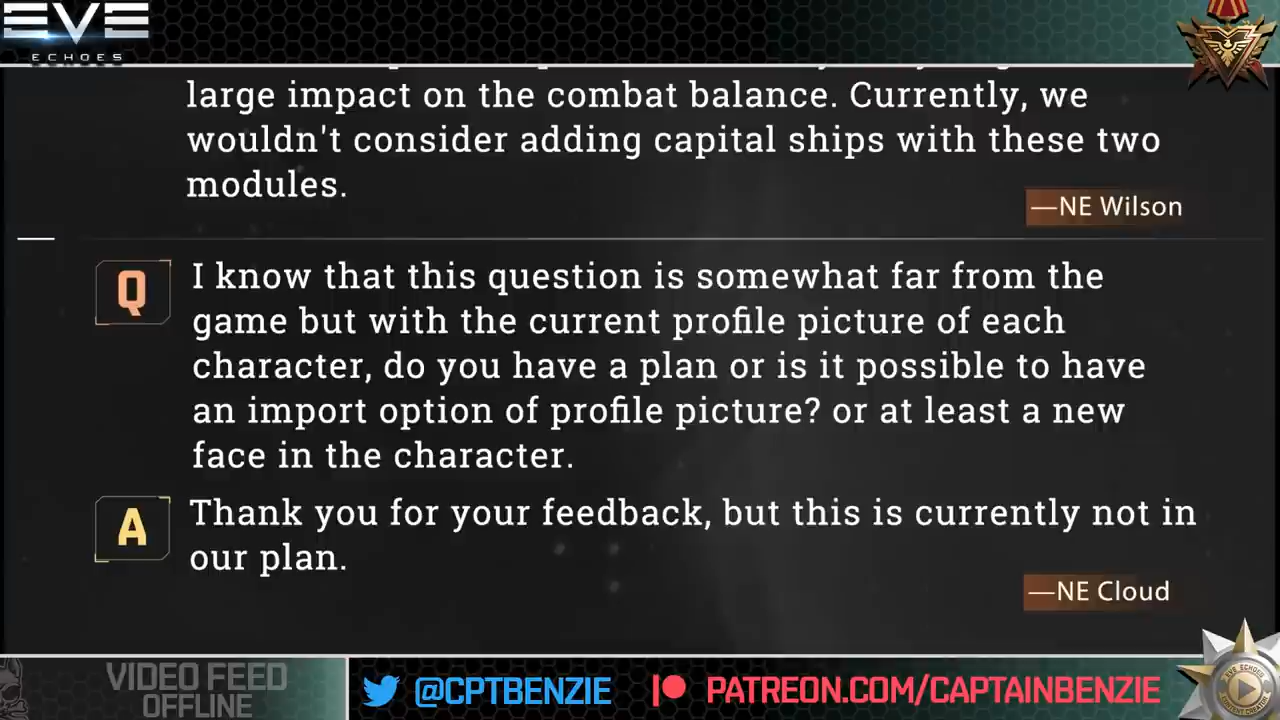 EVE
ECHOES
large impact on the combat balance. Currently, we
wouldn't consider adding capital ships with these two
modules.
—NE Wilson
Q
I know that this question is somewhat far from the
game but with the current profile picture of each
character, do you have a plan or is it possible to have
an import option of profile picture? or at least a new
face in the character.
A
Thank you for your feedback, but this is currently not in
our plan.
—NE Cloud
VIDEO FEED
OFFLINE
@CPTBENZIE
PATREON.COM/CAPTAINBENZIE
EVE ECHOES
CONTENT CREATOR